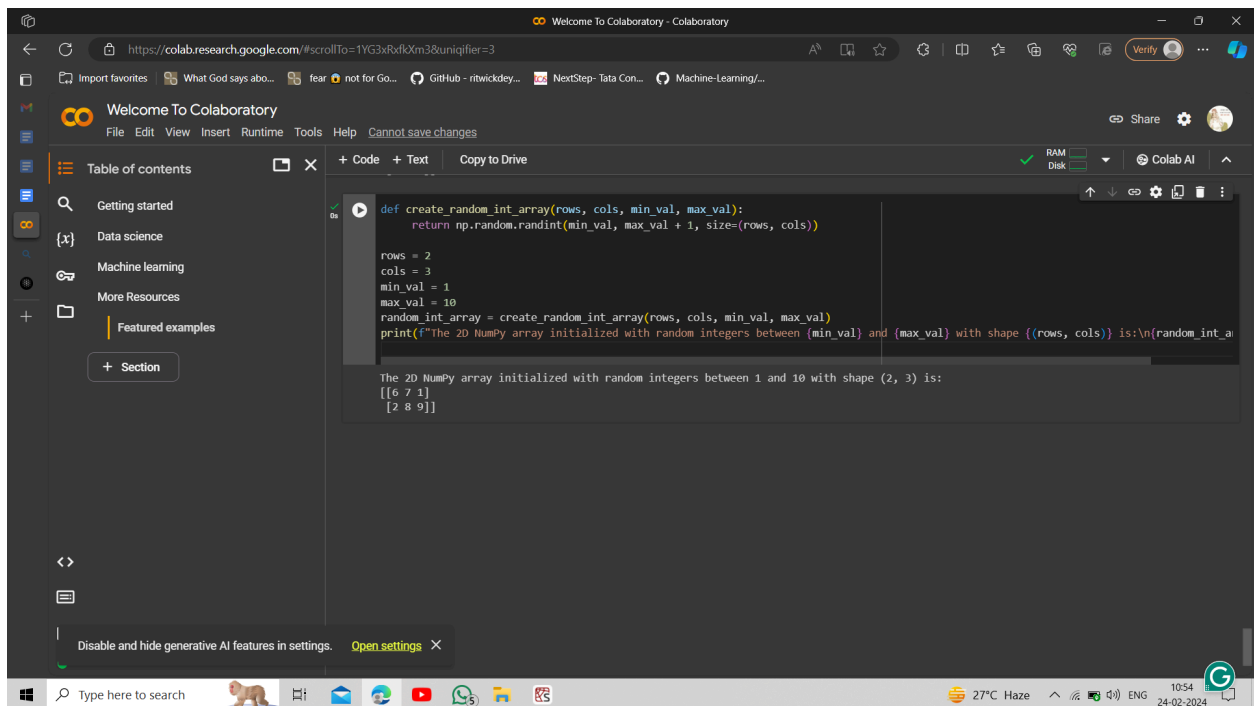 Welcome To Colaboratory - Colaboratory
https://colab.research.google.com/#scrollTo=1YG3xRxfkXm3&uniqifier=3
Verify
Import favorites
What God says abo...
fear not for Go...
GitHub - ritwickdey...
NextStep- Tata Con...
Machine-Learning/...
Welcome To Colaboratory
File Edit View Insert Runtime Tools Help Cannot save changes
Share
Table of contents
+ Code + Text Copy to Drive
RAM
Disk
Colab AI
Getting started
Data science
{x}
Machine learning
More Resources
Featured examples
+ Section
0s
def create_random_int_array(rows, cols, min_val, max_val):
return np.random.randint(min_val, max_val + 1, size=(rows, cols))
rows = 2
cols = 3
min_val = 1
max_val = 10
random_int_array = create_random_int_array(rows, cols, min_val, max_val)
print(f"The 2D NumPy array initialized with random integers between {min_val} and {max_val} with shape {(rows, cols)} is:\n{random_int_a
The 2D NumPy array initialized with random integers between 1 and 10 with shape (2, 3) is:
[[6 7 1]
[2 8 9]]
Disable and hide generative AI features in settings. Open settings
Type here to search
5
27°C Haze
ENG
10:54
24-02-2024